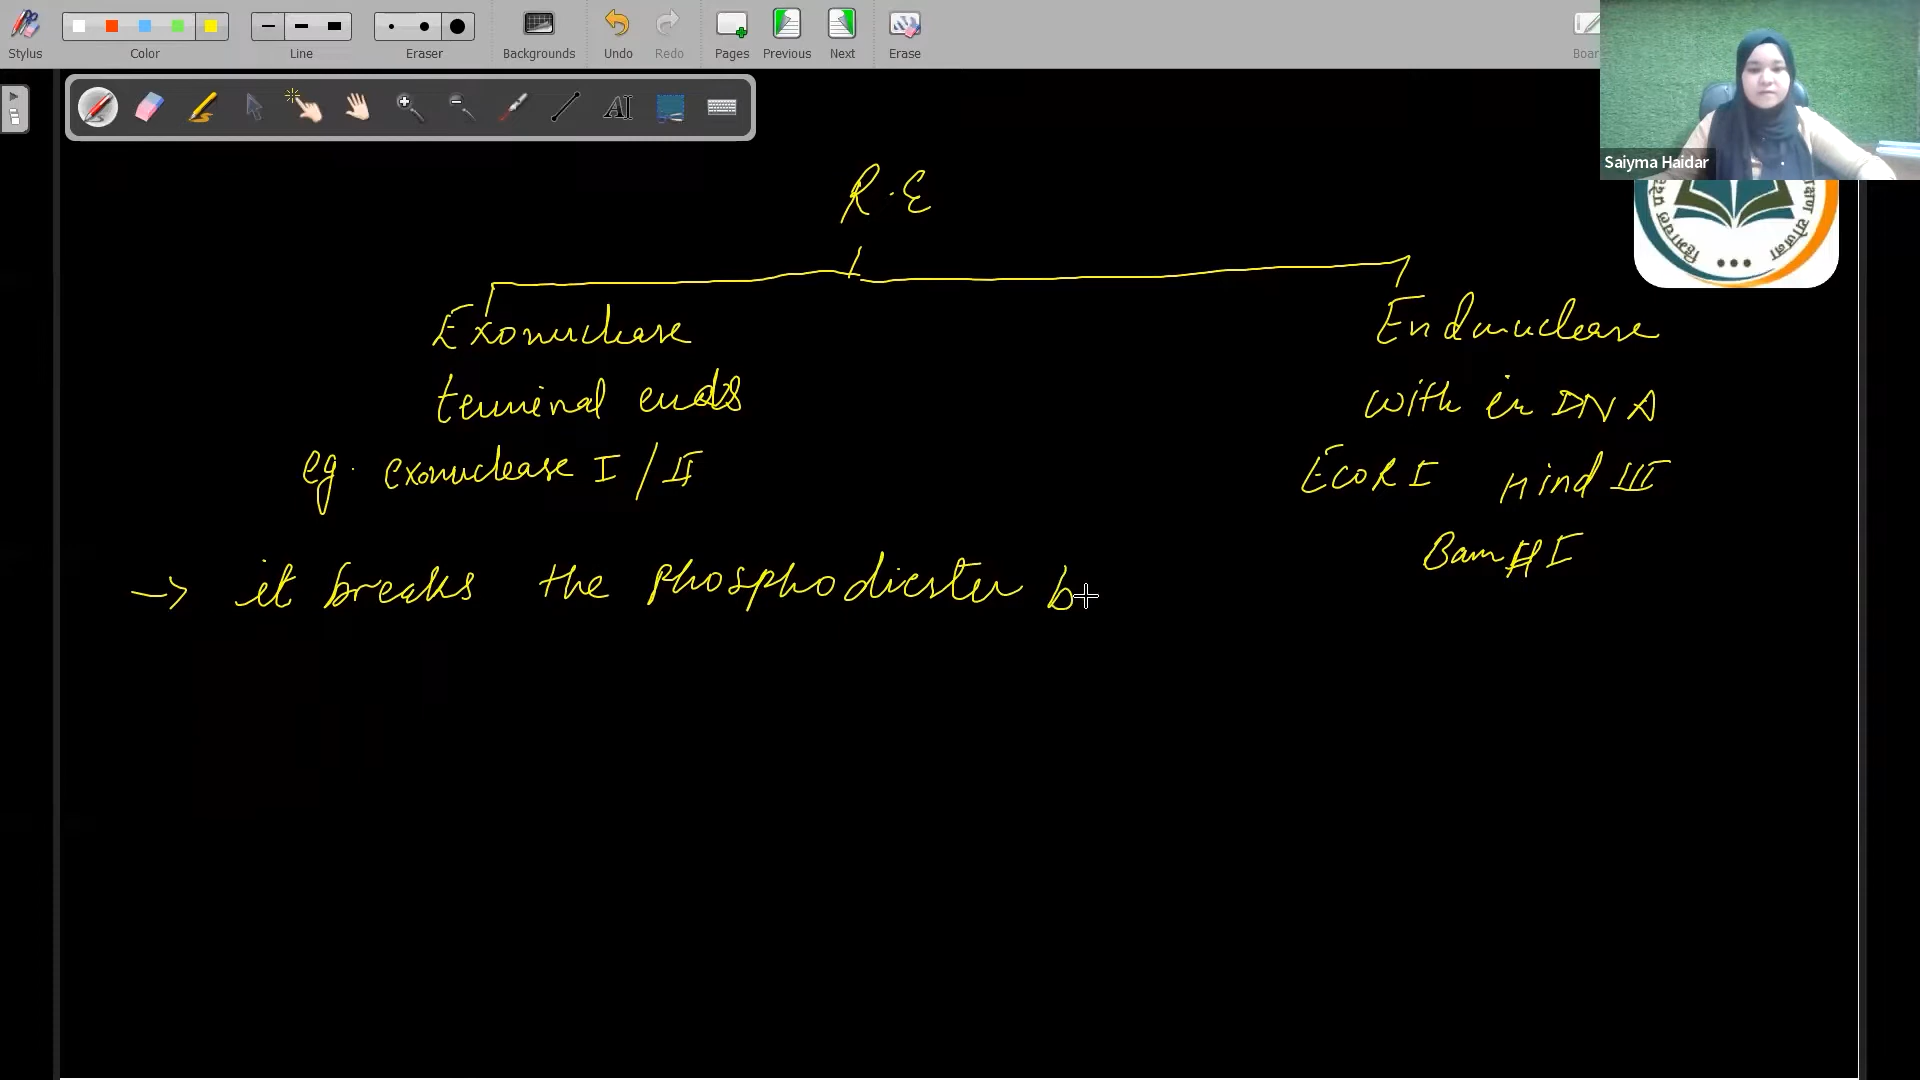 Stylus
Color
Line
Eraser
Backgrounds
Undo
Redo
Pages
Previous
Next
Erase
Saiyma Haidar
R.E
Exonuclease
Endonuclease
terminal ends
with in DNA
eg. exonuclease I / II
EcoR I Hind III
Bam H I
→ it breaks the phosphodiester b